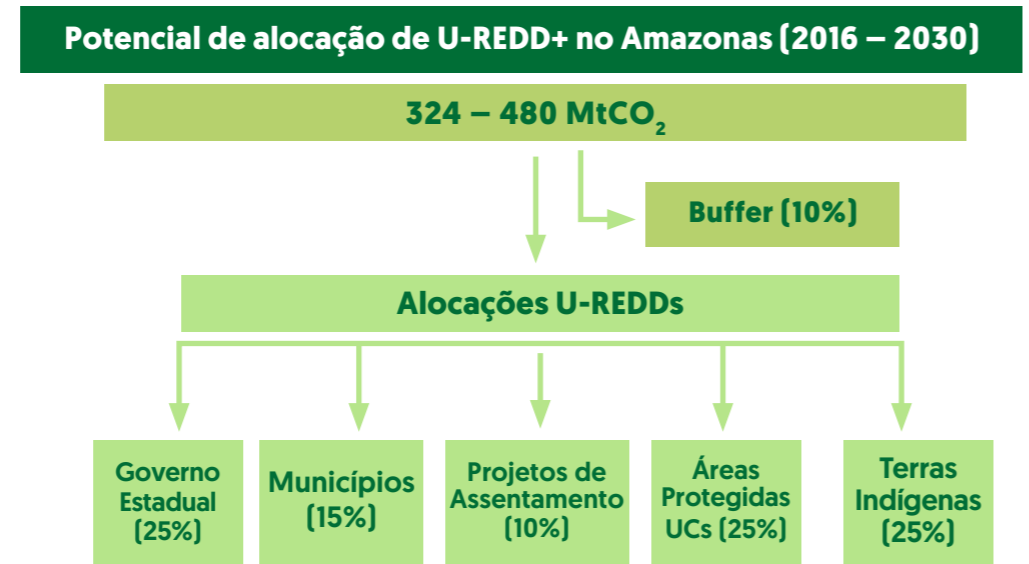 Potencial de alocação de U-REDD+ no Amazonas (2016 – 2030)
324 – 480 MtCO₂
Buffer (10%)
Alocações U-REDDs
Governo
Estadual
(25%)
Municípios
(15%)
Projetos de
Assentamento
(10%)
Áreas
Protegidas
UCs (25%)
Terras
Indígenas
(25%)